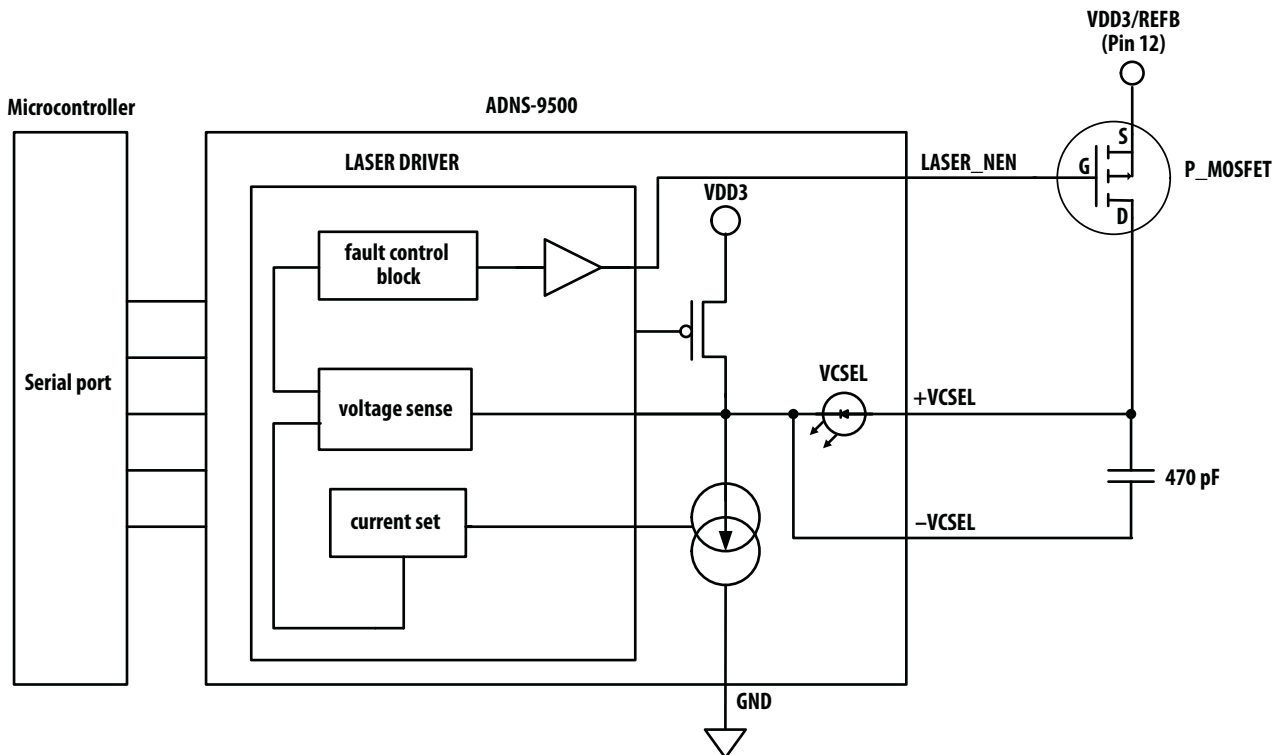 VDD3/REFB
(Pin 12)
Microcontroller
ADNS-9500
S
LASER DRIVER
LASER_NEN
G
P_MOSFET
VDD3
D
fault control
block
Serial port
voltage sense
VCSEL
+VCSEL
470 pF
current set
–VCSEL
GND